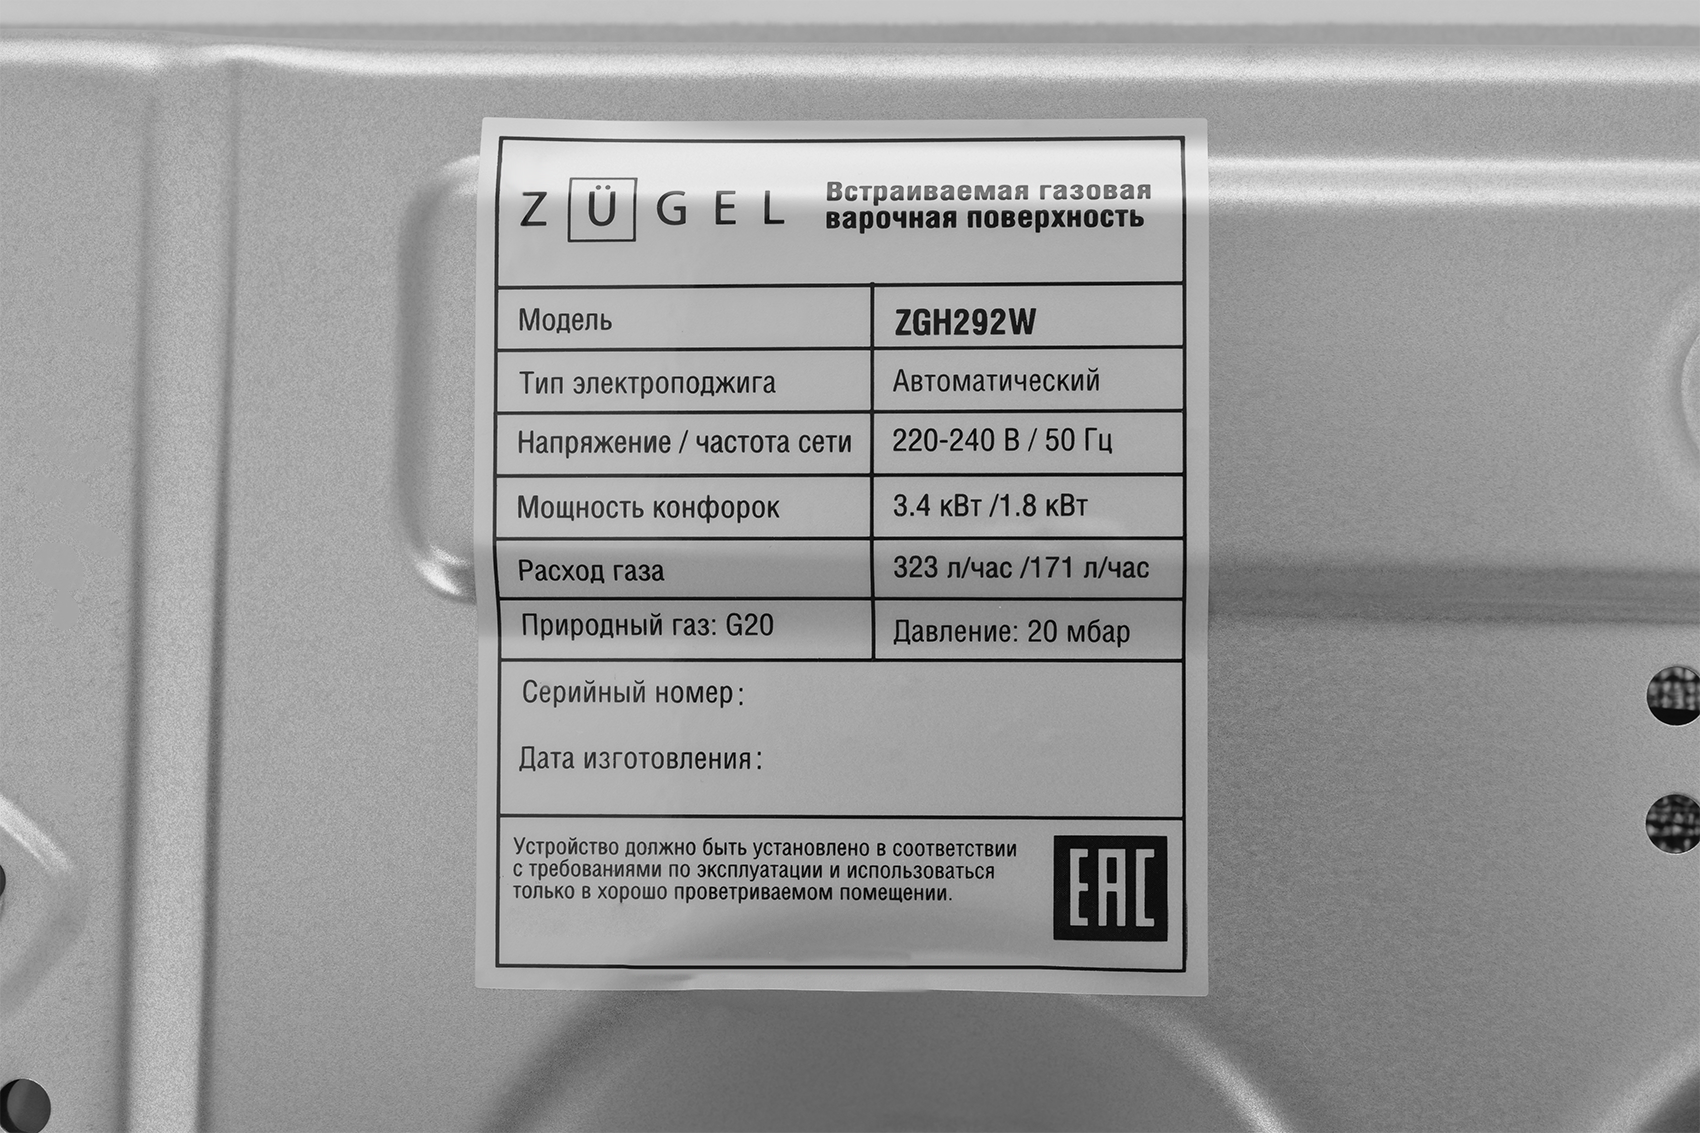 ZÜGEL
Встраиваемая газовая
варочная поверхность
Модель
ZGH292W
Тип электроподжига
Автоматический
Напряжение / частота сети
220-240 В / 50 Гц
Мощность конфорок
3.4 кВт /1.8 кВт
Расход газа
323 л/час /171 л/час
Природный газ: G20
Давление: 20 мбар
Серийный номер:
Дата изготовления:
Устройство должно быть установлено в соответствии
с требованиями по эксплуатации и использоваться
только в хорошо проветриваемом помещении.
EAC